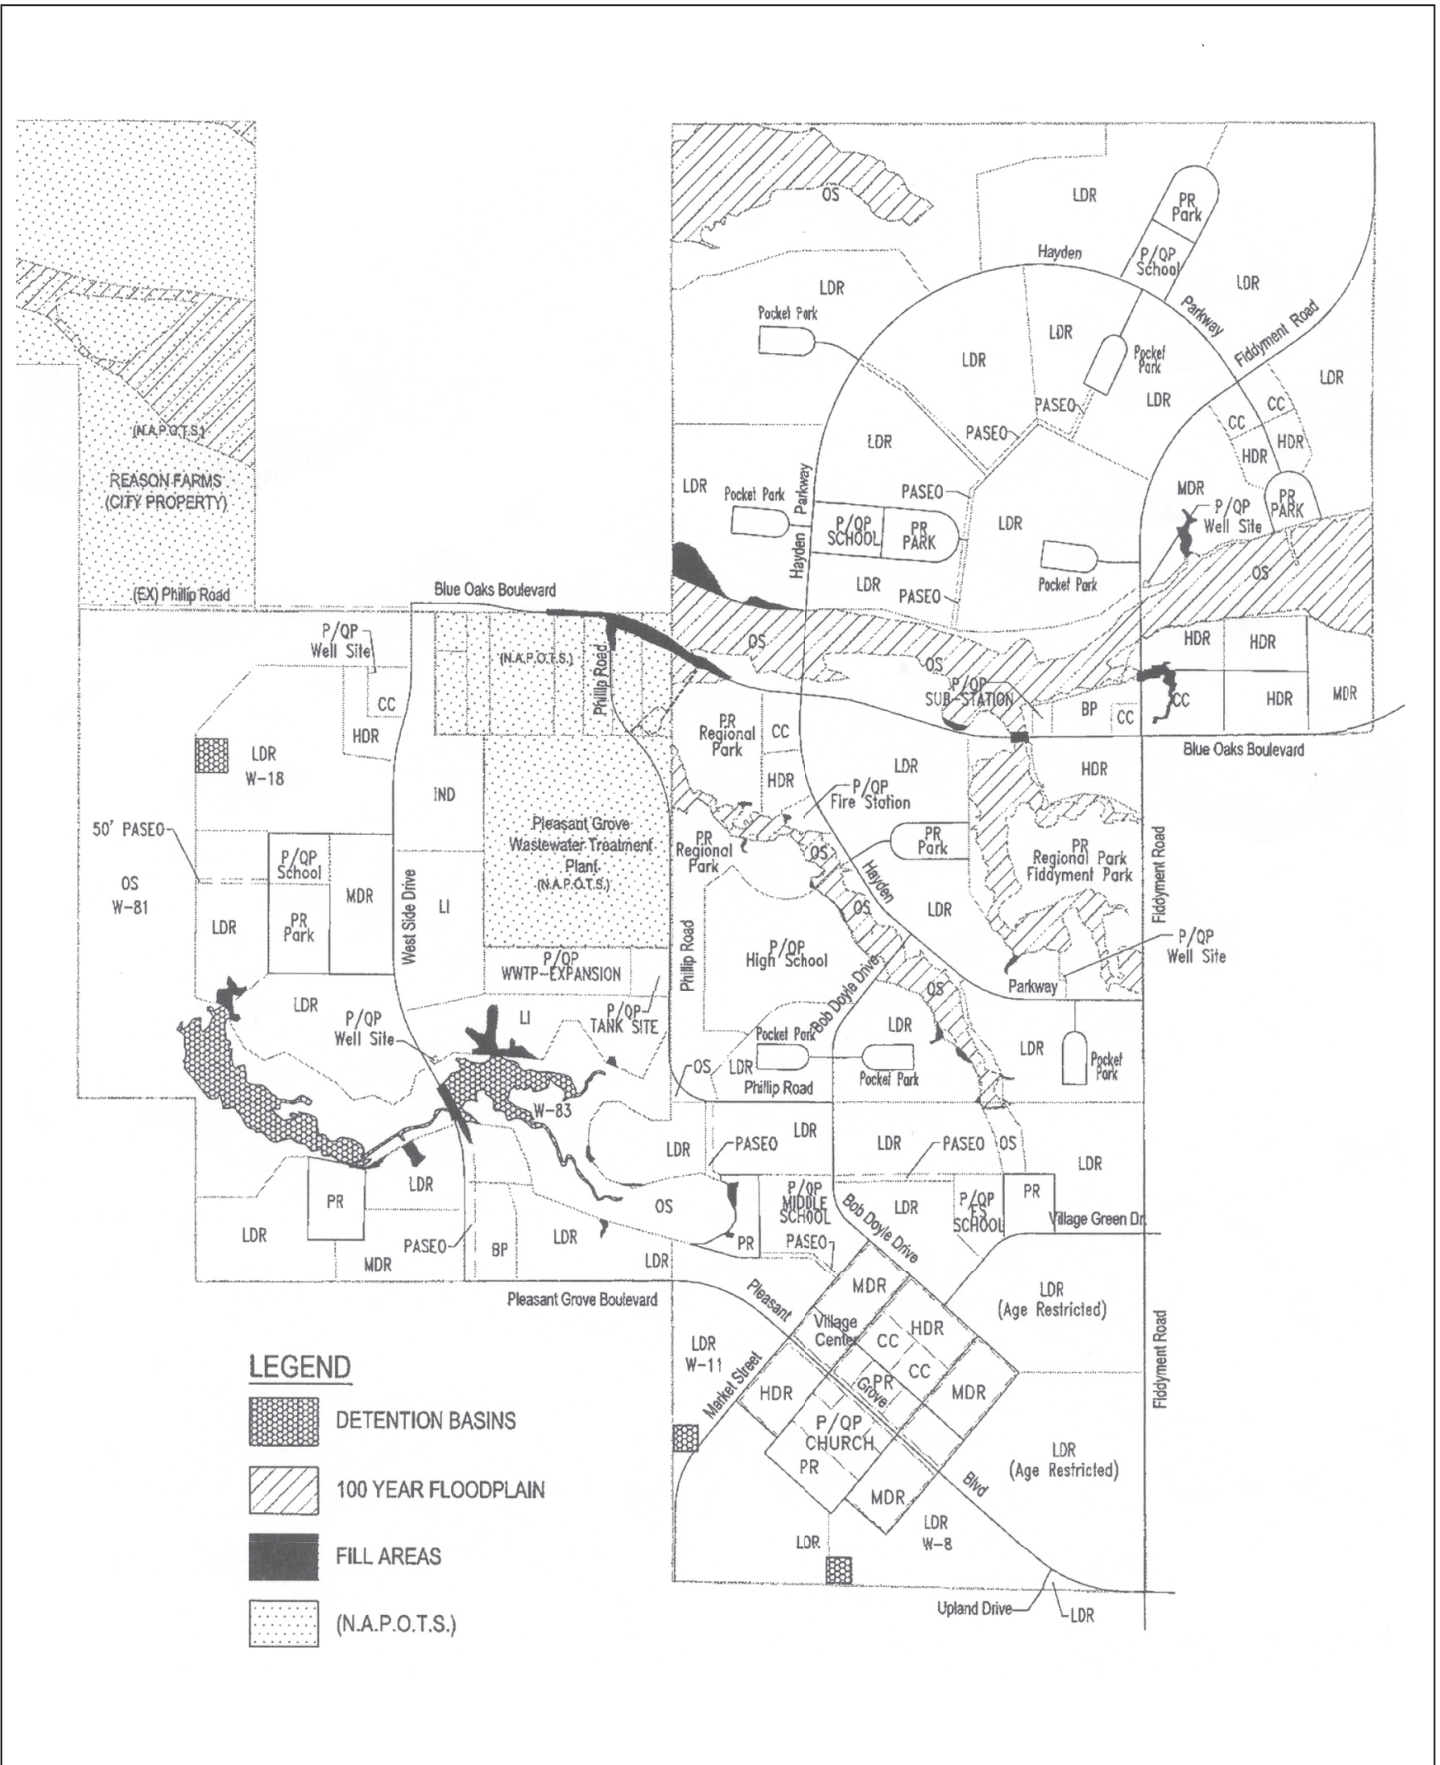 OS
LDR
PR
Park
P/QP
School
Hayden
LDR
LDR
Parkway
Fiddyment Road
Pocket Park
LDR
LDR
Pocket
Park
LDR
LDR
PASEO
CC
CC
PASEO
LDR
HDR
HDR
(N.A.P.O.T.S.)
REASON FARMS
(CITY PROPERTY)
LDR
Pocket Park
Hayden Parkway
PASEO
MDR
PR
PARK
P/QP
Well Site
P/QP
SCHOOL
PR
PARK
LDR
Pocket Park
OS
LDR
PASEO
(EX) Phillip Road
Blue Oaks Boulevard
P/QP
Well Site
(N.A.P.O.T.S.)
Phillip Road
OS
OS
HDR
HDR
P/QP
SUB-STATION
CC
HDR
MDR
BP
CC
CC
HDR
LDR
W-18
PR
Regional
Park
CC
Blue Oaks Boulevard
LDR
HDR
HDR
IND
P/QP
Fire Station
50' PASEO
Pleasant Grove
Wastewater Treatment
Plant
(N.A.P.O.T.S.)
PR
Regional
Park
OS
PR
Park
PR
Regional Park
Fiddyment Park
Fiddyment Road
P/QP
School
OS
W-81
MDR
LI
West Side Drive
Hayden
OS
LDR
LDR
PR
Park
Phillip Road
P/QP
High School
P/QP
Well Site
P/QP
WWTP-EXPANSION
Bob Doyle Drive
OS
Parkway
LDR
P/QP
Well Site
LI
P/QP
TANK SITE
LDR
Pocket Park
Pocket Park
LDR
Pocket
Park
OS
LDR
Phillip Road
W-83
LDR
PASEO
LDR
LDR
PASEO
OS
LDR
LDR
PR
OS
P/QP
MIDDLE
SCHOOL
LDR
P/QP
ES
SCHOOL
PR
Village Green Dr.
Bob Doyle Drive
LDR
MDR
PASEO
BP
LDR
LDR
PR
PASEO
Pleasant Grove Boulevard
Pleasant
MDR
LDR
(Age Restricted)
Village
Center
CC
HDR
LDR
W-11
Market Street
HDR
PR
Grove
CC
MDR
Fiddyment Road
P/QP
CHURCH
PR
LDR
(Age Restricted)
MDR
Blvd
LDR
LDR
W-8
Upland Drive
LDR
LEGEND
DETENTION BASINS
100 YEAR FLOODPLAIN
FILL AREAS
(N.A.P.O.T.S.)